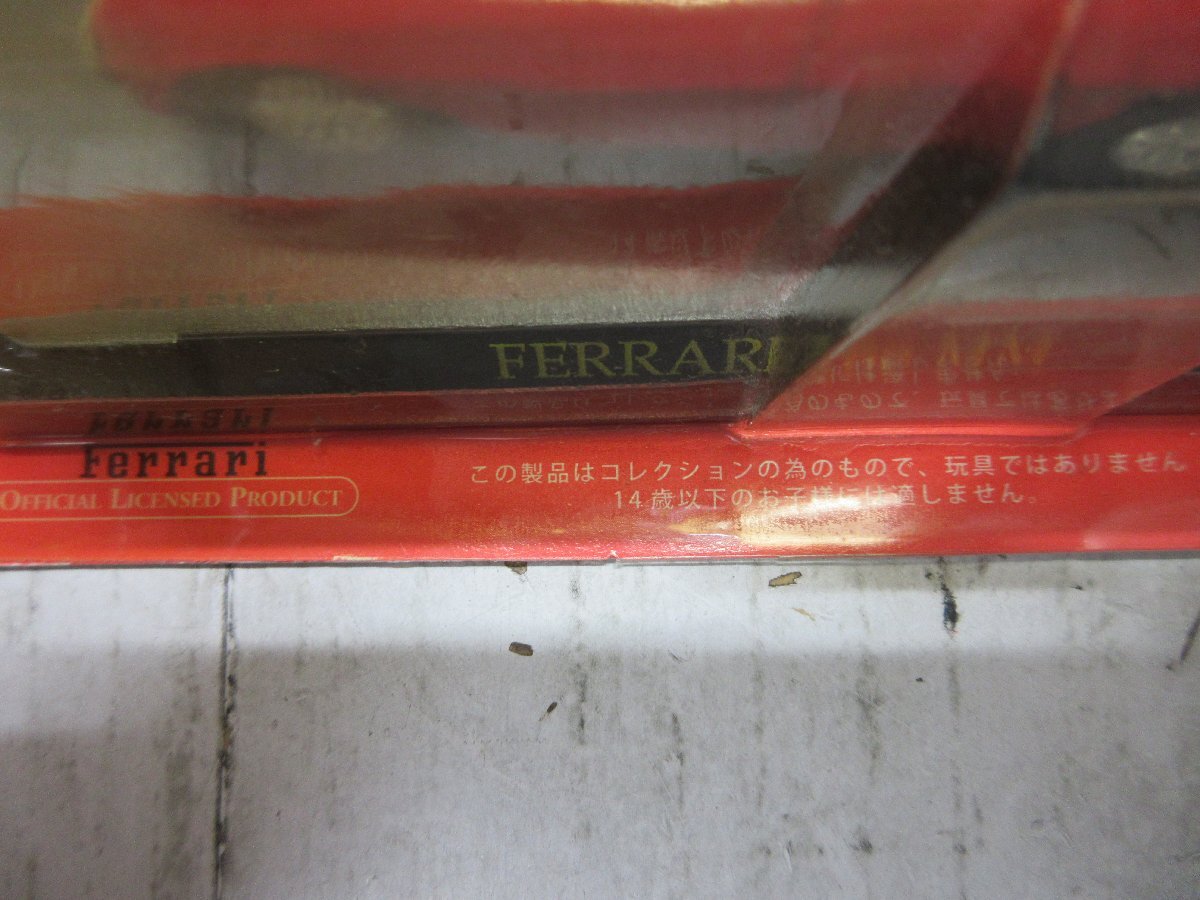 FERRARI
Ferrari
OFFICIAL LICENSED PRODUCT
この製品はコレクションの為のもので、玩具ではありません
14歳以下のお子様には適しません。